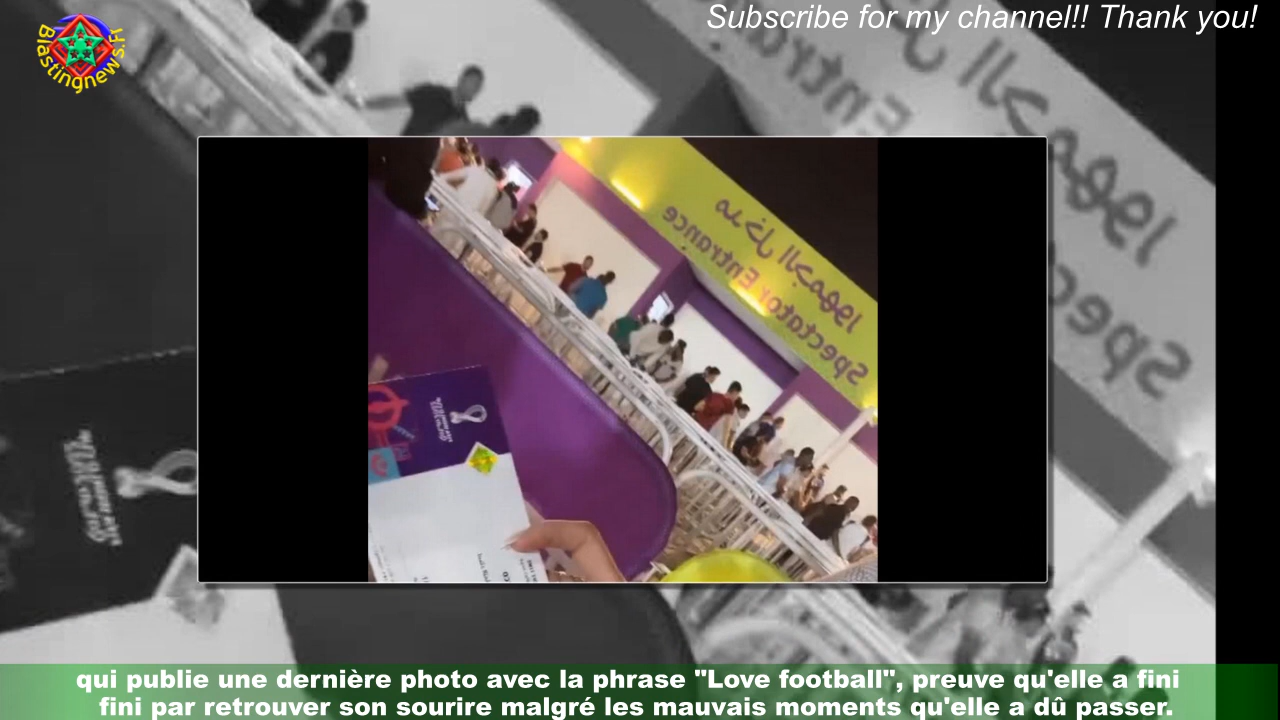 Subscribe for my channel!! Thank you!
Blastingnews.Fr
مدخل الجمهور
Spectator Entrance
qui publie une dernière photo avec la phrase "Love football", preuve qu'elle a fini
fini par retrouver son sourire malgré les mauvais moments qu'elle a dû passer.